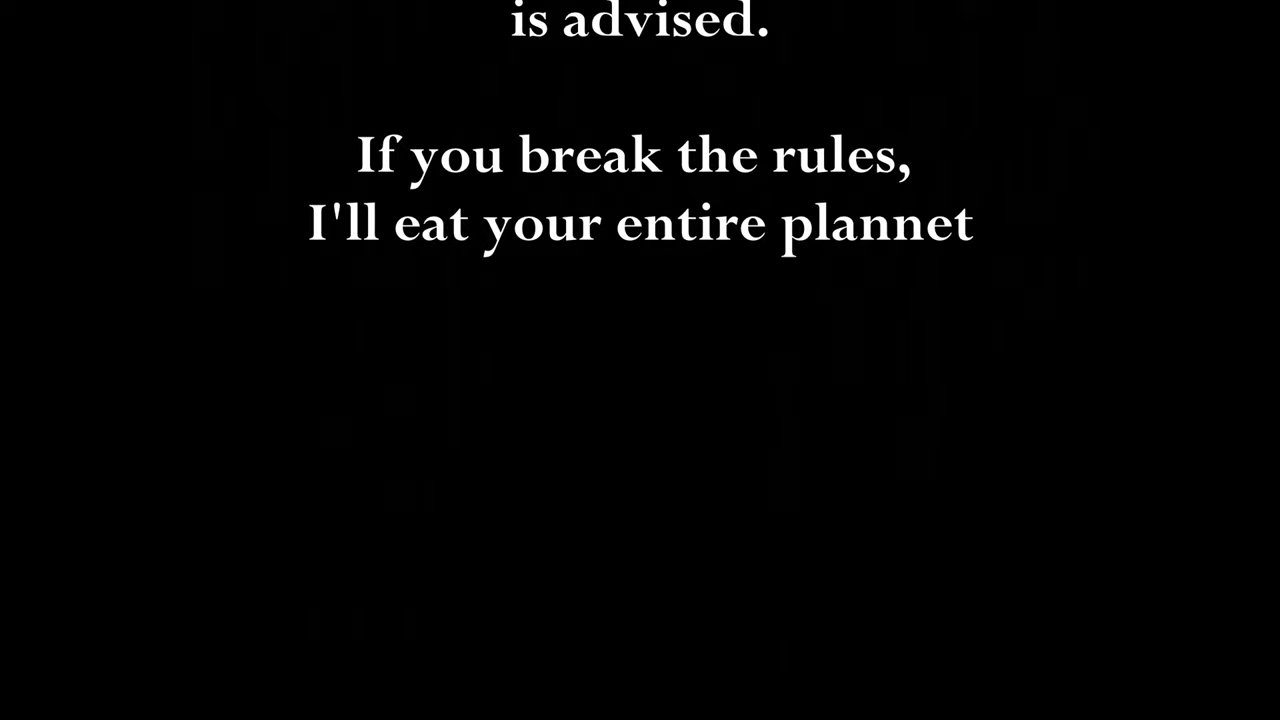 is advised.
If you break the rules,
I'll eat your entire plannet